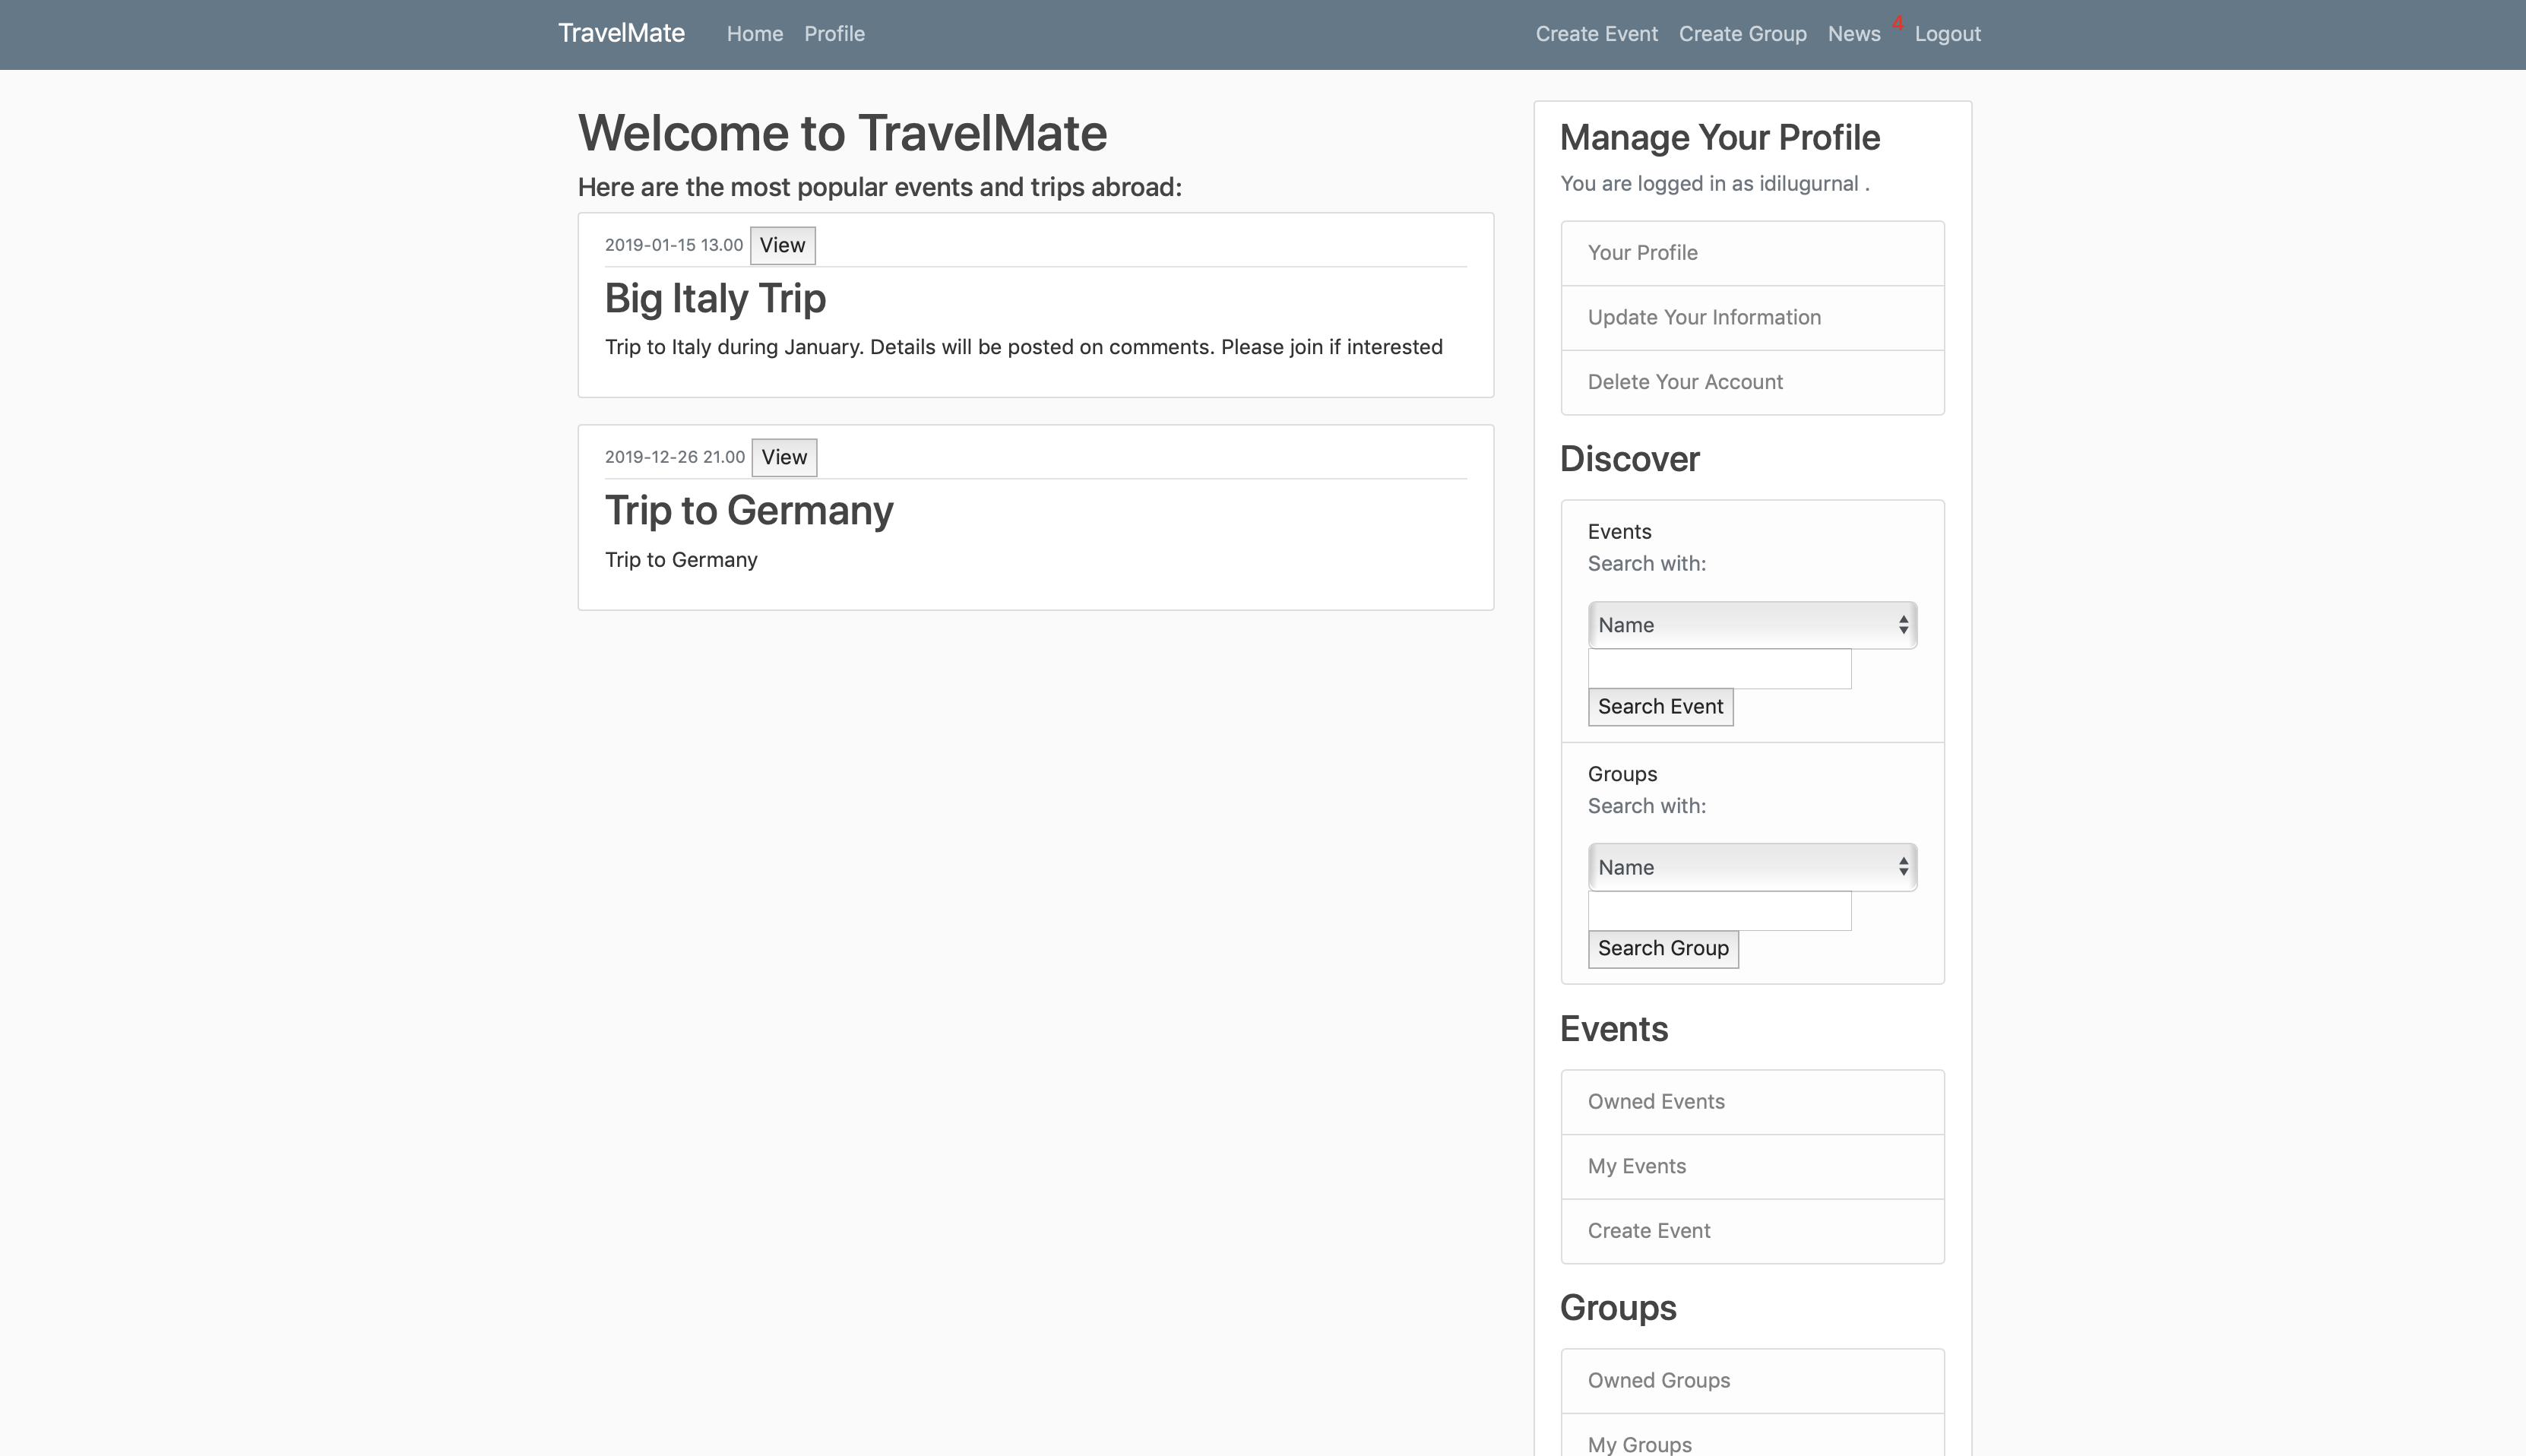 TravelMate Home Profile Create Event Create Group News 4 Logout
Welcome to TravelMate
Here are the most popular events and trips abroad:
2019-01-15 13.00 View
Big Italy Trip
Trip to Italy during January. Details will be posted on comments. Please join if interested
2019-12-26 21.00 View
Trip to Germany
Trip to Germany
Manage Your Profile
You are logged in as idilugurnal .
Your Profile
Update Your Information
Delete Your Account
Discover
Events
Search with:
Name
Search Event
Groups
Search with:
Name
Search Group
Events
Owned Events
My Events
Create Event
Groups
Owned Groups
My Groups